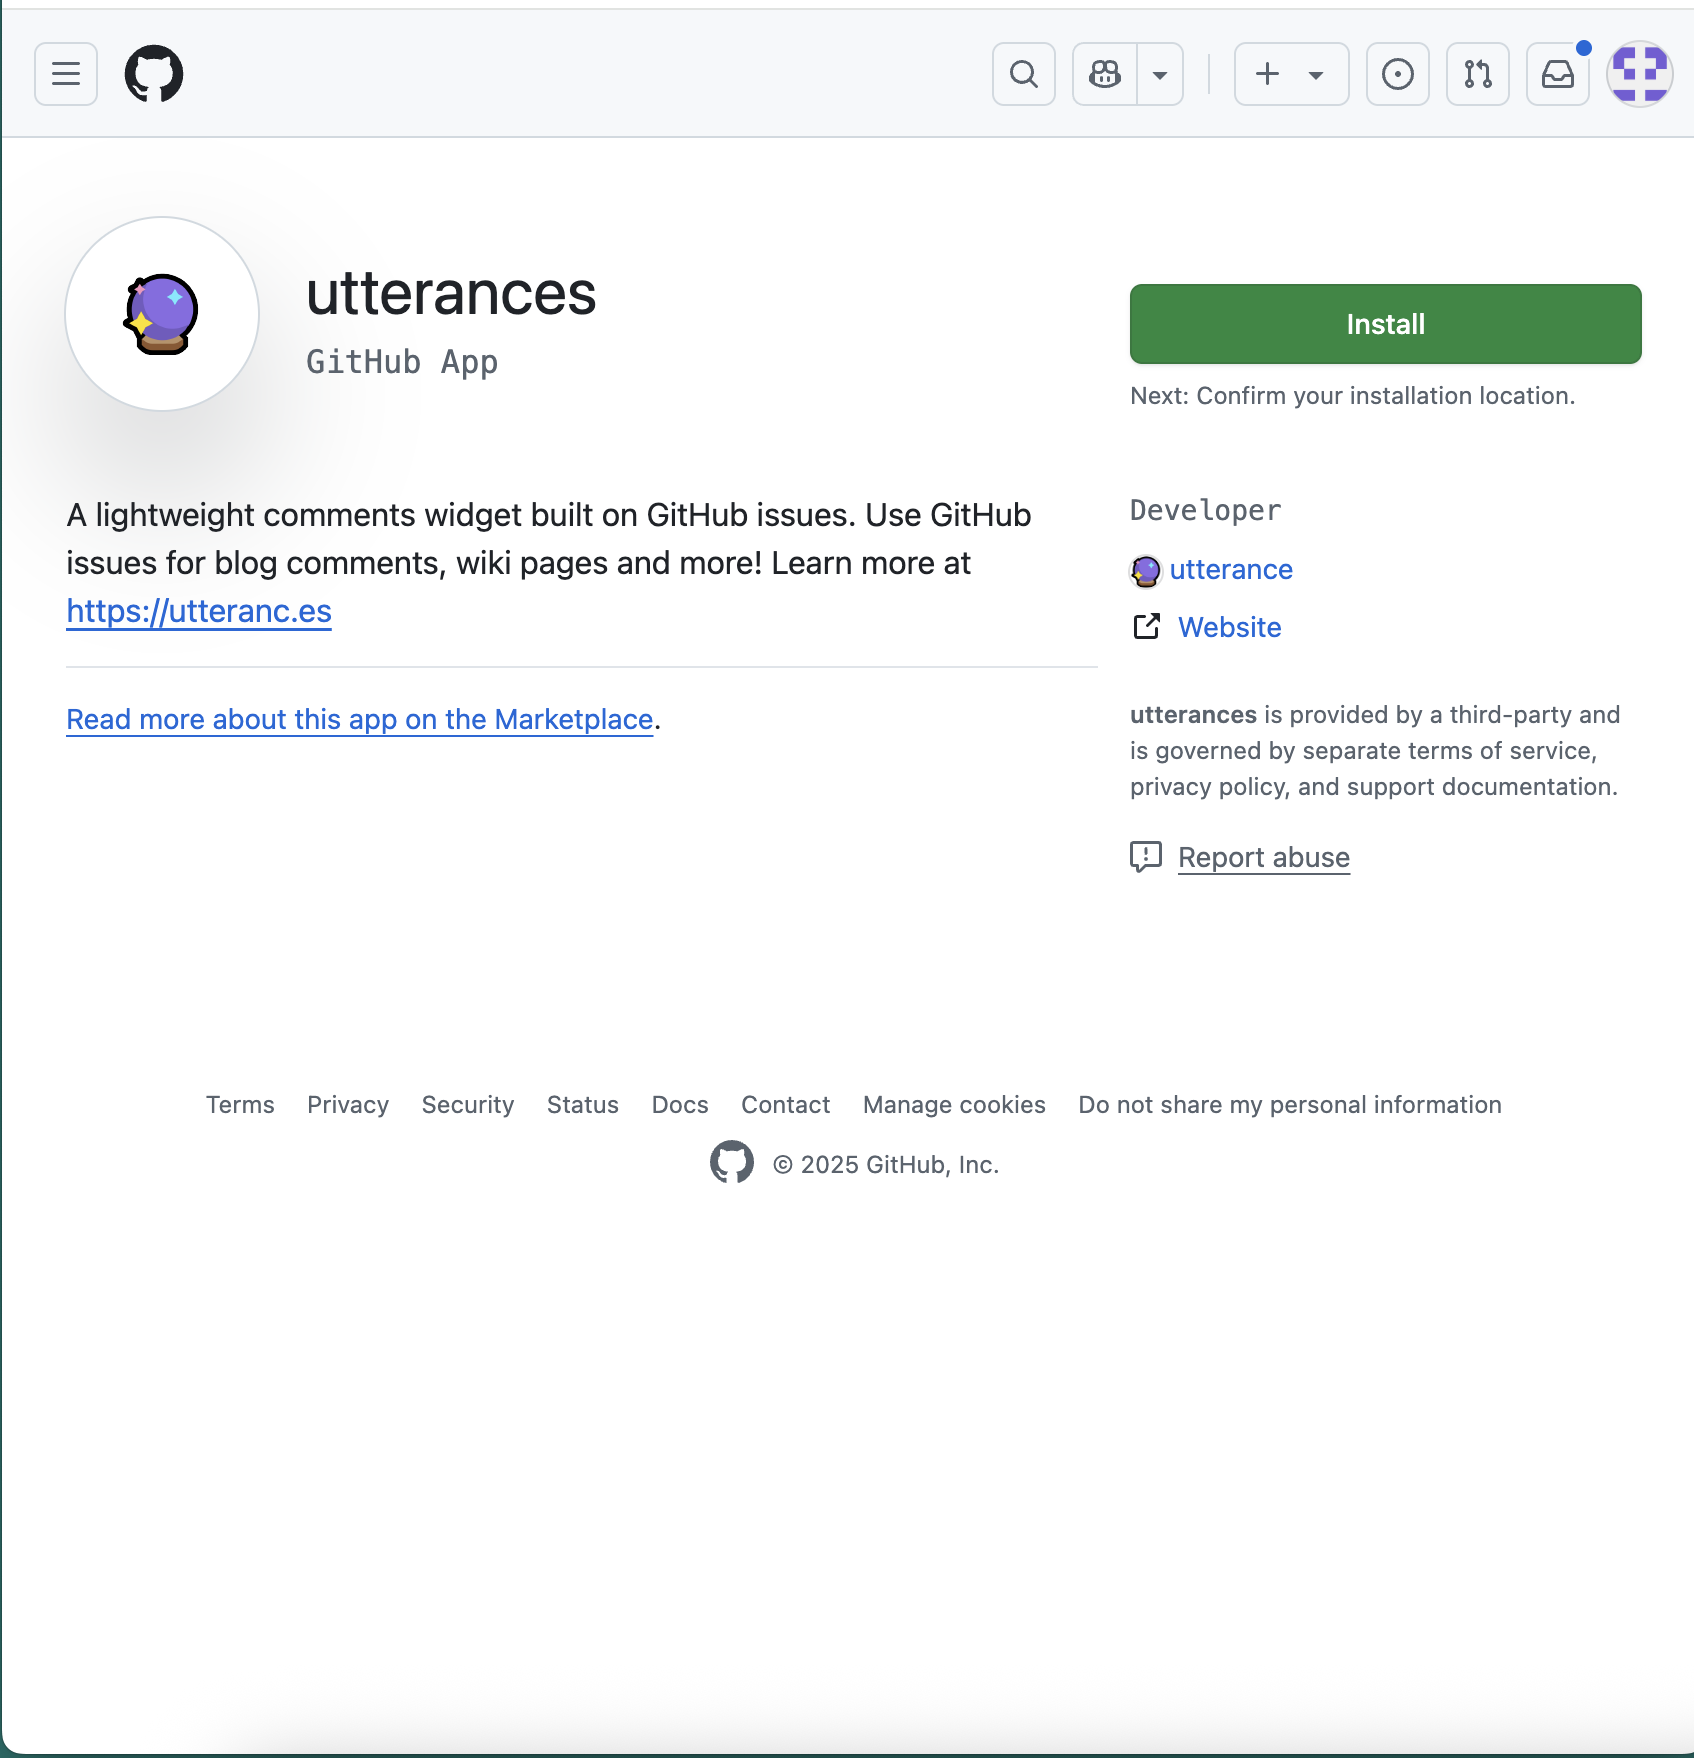 utterances
GitHub App
Install
Next: Confirm your installation location.
A lightweight comments widget built on GitHub issues. Use GitHub
issues for blog comments, wiki pages and more! Learn more at
https://utteranc.es
Read more about this app on the Marketplace.
Developer
utterance
Website
utterances is provided by a third-party and
is governed by separate terms of service,
privacy policy, and support documentation.
Report abuse
Terms Privacy Security Status Docs Contact Manage cookies Do not share my personal information
© 2025 GitHub, Inc.